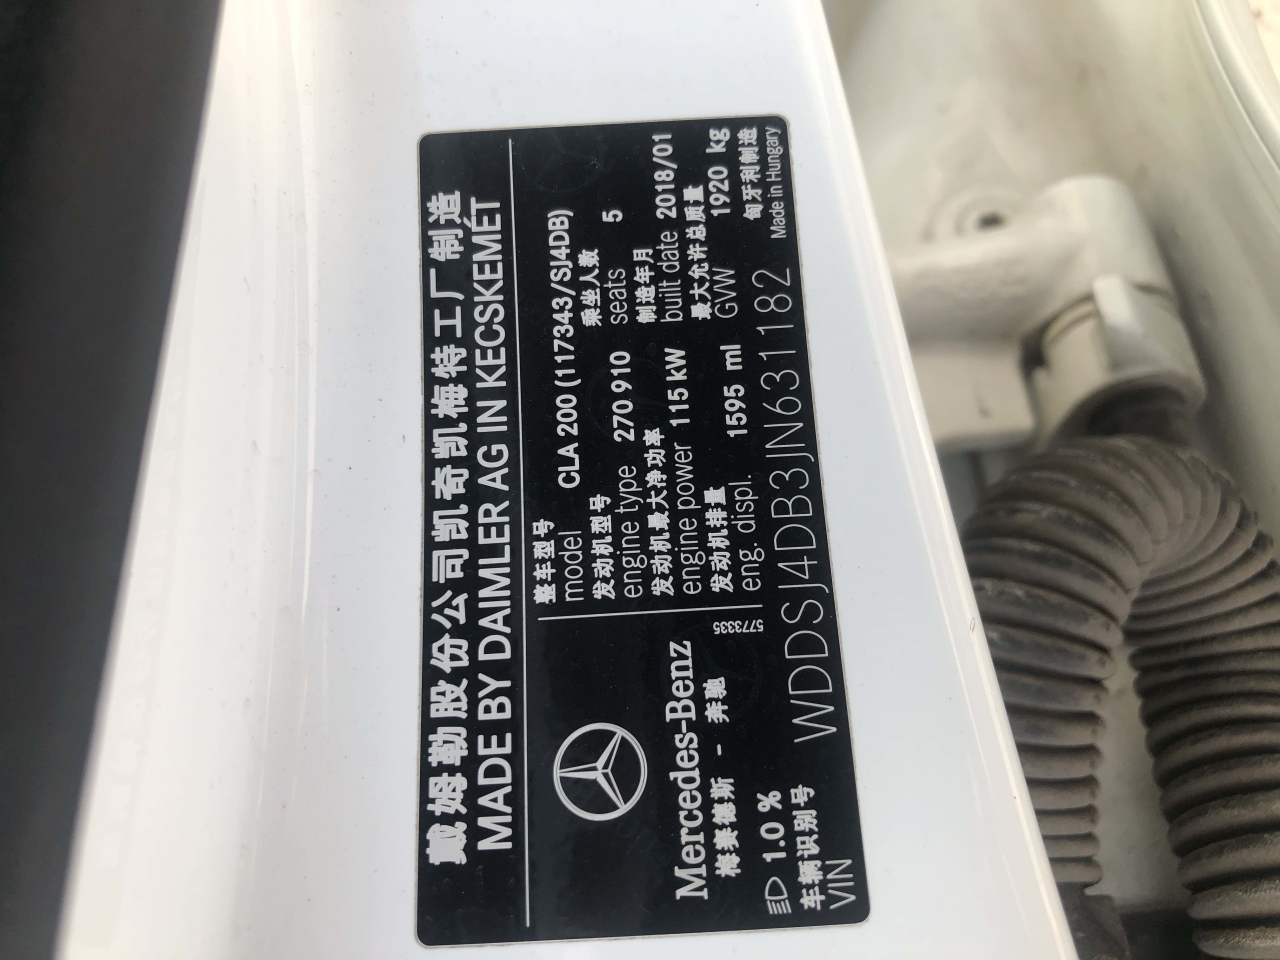 戴姆勒股份公司凯奇凯梅特工厂制造
MADE BY DAIMLER AG IN KECSKEMÉT
整车型号
model CLA 200 (117343/SJ4DB)
发动机型号 乘坐人数
engine type 270 910 seats 5
发动机最大净功率 制造年月
engine power 115 kW built date 2018/01
发动机排量 最大允许总质量
eng. displ. 1595 ml GVW 1920 kg
Mercedes-Benz
梅赛德斯 - 奔驰
5773335
1.0 %
匈牙利制造
Made in Hungary
车辆识别号
VIN WDDSJ4DB3JN631182